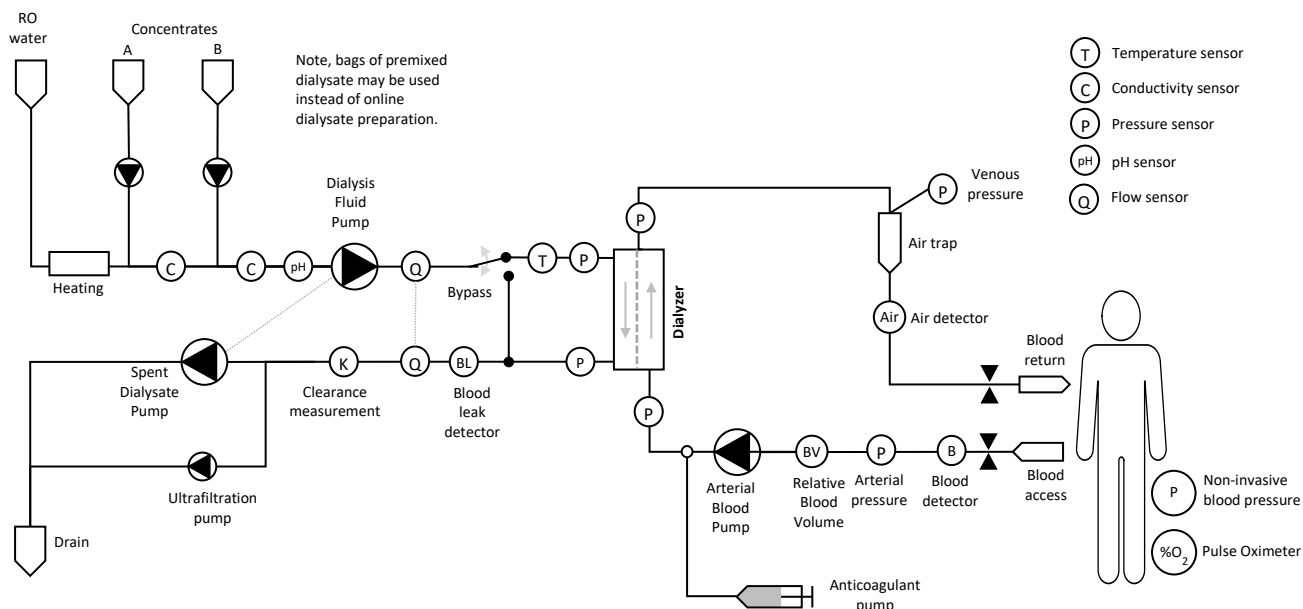 RO
water
Concentrates
A
B
Note, bags of premixed
dialysate may be used
instead of online
dialysate preparation.
T
Temperature sensor
C
Conductivity sensor
P
Pressure sensor
pH
pH sensor
Q
Flow sensor
Dialysis
Fluid
Pump
P
Venous
pressure
P
Air trap
Heating
C
C
pH
Q
Bypass
T
P
Dialyzer
Air
Air detector
Blood
return
Spent
Dialysate
Pump
K
Clearance
measurement
Q
BL
Blood
leak
detector
P
P
Arterial
Blood
Pump
BV
Relative
Blood
Volume
P
Arterial
pressure
B
Blood
detector
Blood
access
P
Non-invasive
blood pressure
%O2
Pulse Oximeter
Ultrafiltration
pump
Drain
Anticoagulant
pump